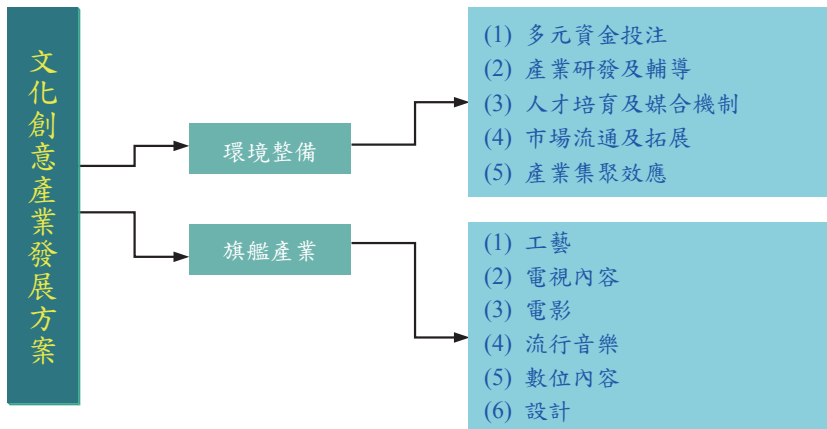 文化創意產業發展方案
環境整備
(1) 多元資金投注
(2) 產業研發及輔導
(3) 人才培育及媒合機制
(4) 市場流通及拓展
(5) 產業集聚效應
旗艦產業
(1) 工藝
(2) 電視內容
(3) 電影
(4) 流行音樂
(5) 數位內容
(6) 設計